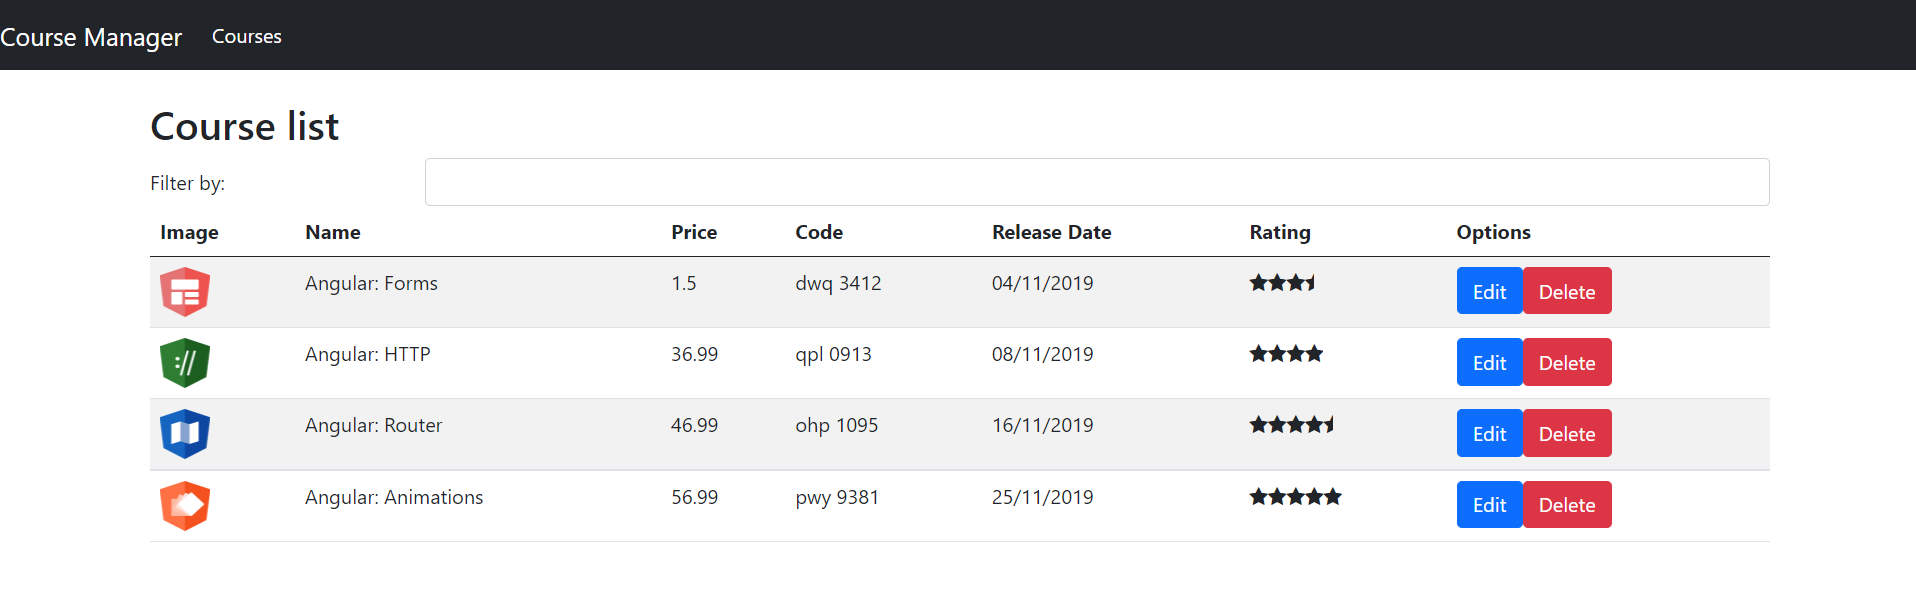 Course Manager Courses
Course list
Filter by:
Image Name Price Code Release Date Rating Options
Angular: Forms 1.5 dwq 3412 04/11/2019 Edit Delete
:// Angular: HTTP 36.99 qpl 0913 08/11/2019 Edit Delete
Angular: Router 46.99 ohp 1095 16/11/2019 Edit Delete
Angular: Animations 56.99 pwy 9381 25/11/2019 Edit Delete